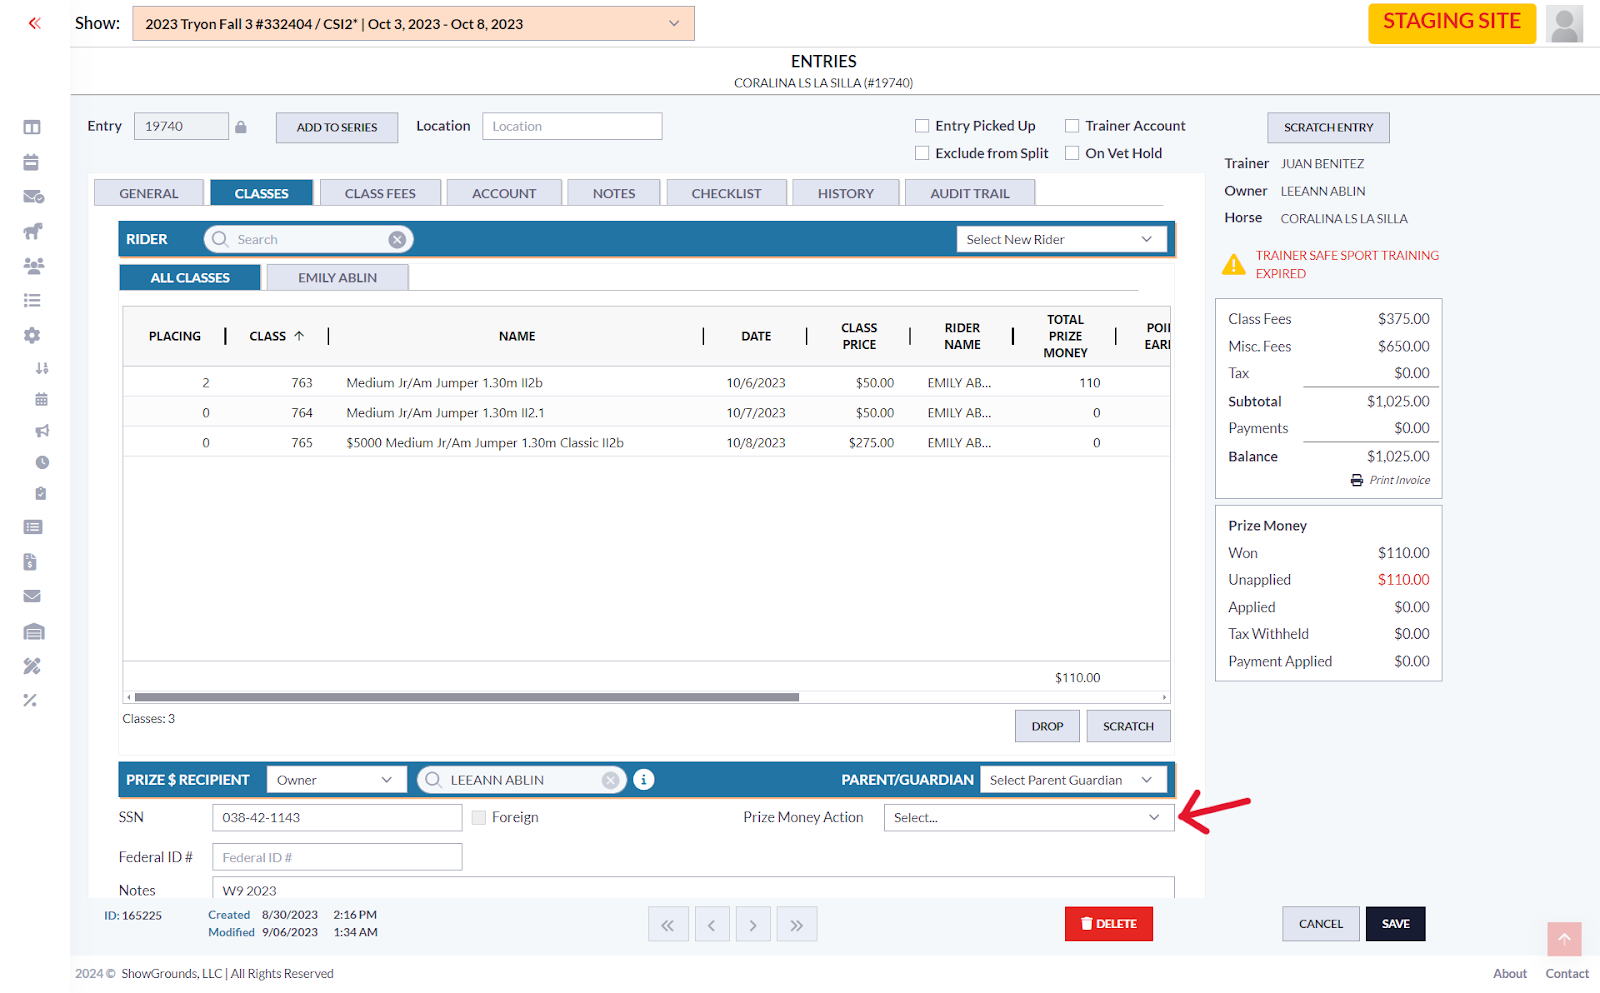 Show: 2023 Tryon Fall 3 #332404 / CSI2* | Oct 3, 2023 - Oct 8, 2023 STAGING SITE
ENTRIES
CORALINA LS LA SILLA (#19740)
Entry 19740 ADD TO SERIES Location Location Entry Picked Up Trainer Account SCRATCH ENTRY
Exclude from Split On Vet Hold
Trainer JUAN BENITEZ
Owner LEEANN ABLIN
Horse CORALINA LS LA SILLA
TRAINER SAFE SPORT TRAINING
EXPIRED
GENERAL CLASSES CLASS FEES ACCOUNT NOTES CHECKLIST HISTORY AUDIT TRAIL
RIDER Search Select New Rider
ALL CLASSES EMILY ABLIN
PLACING CLASS NAME DATE CLASS PRICE RIDER NAME TOTAL PRIZE MONEY POI EARI
2 763 Medium Jr/Am Jumper 1.30m II2b 10/6/2023 $50.00 EMILY AB... 110
0 764 Medium Jr/Am Jumper 1.30m II2.1 10/7/2023 $50.00 EMILY AB... 0
0 765 $5000 Medium Jr/Am Jumper 1.30m Classic II2b 10/8/2023 $275.00 EMILY AB... 0
$110.00
Classes: 3 DROP SCRATCH
Class Fees $375.00
Misc. Fees $650.00
Tax $0.00
Subtotal $1,025.00
Payments $0.00
Balance $1,025.00
Print Invoice
Prize Money
Won $110.00
Unapplied $110.00
Applied $0.00
Tax Withheld $0.00
Payment Applied $0.00
PRIZE $ RECIPIENT Owner LEEANN ABLIN i PARENT/GUARDIAN Select Parent Guardian
SSN 038-42-1143 Foreign Prize Money Action Select...
Federal ID # Federal ID #
Notes W9 2023
ID: 165225 Created 8/30/2023 2:16 PM
Modified 9/06/2023 1:34 AM
DELETE CANCEL SAVE
2024 © ShowGrounds, LLC | All Rights Reserved About Contact